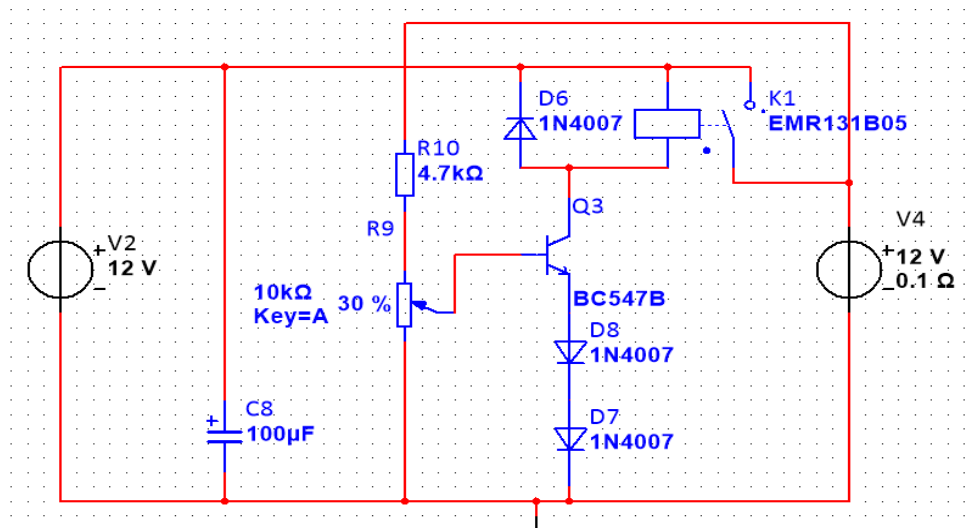 D6
1N4007
K1
EMR131B05
R10
4.7kΩ
Q3
R9
V2
12 V
V4
12 V
0.1 Ω
10kΩ
Key=A
30 %
BC547B
D8
1N4007
C8
100µF
D7
1N4007